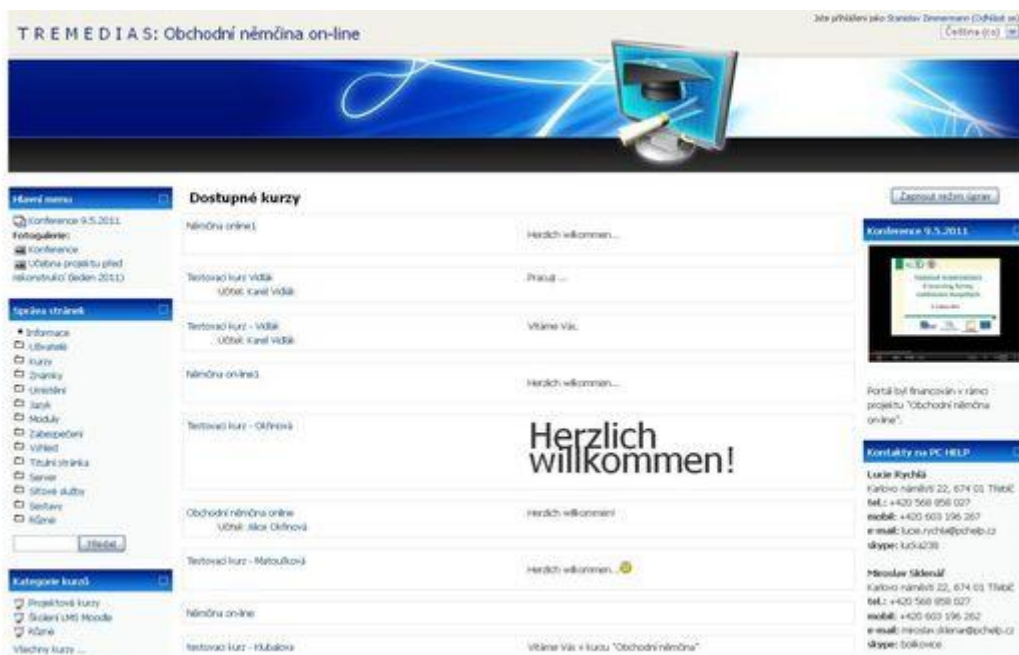 Jste přihlášeni jako Stanislav Zimmermann (Odhlásit se)
T R E M E D I A S: Obchodní němčina on-line
Čeština (cs)
Hlavní menu
Konference 9.5.2011
Fotogalerie:
Konference
Učebna projektu před
rekonstrukcí (leden 2011)
Správa stránek
Informace
Uživatelé
Kurzy
Známky
Umístění
Jazyk
Moduly
Zabezpečení
Vzhled
Titulní stránka
Server
Síťové služby
Sestavy
Různé
Hledat
Kategorie kurzů
Projektové kurzy
Školení LMS Moodle
Různé
Všechny kurzy ...
Dostupné kurzy
Němčina online1
Herzlich willkommen...
Testovací kurz Vidlák
Učitel: Karel Vidlák
Pracuji ...
Testovací kurz - Vidlák
Učitel: Karel Vidlák
Vítáme Vás.
Němčina on-line1
Herzlich willkommen...
Testovací kurz - Okřinová
Herzlich
willkommen!
Obchodní němčina online
Učitel: Alice Okřinová
Herzlich willkommen!
Testovací kurz - Matoušková
Herzlich willkommen...
Němčina on-line
testovací kurz - Klubalova
Vítáme Vás v kurzu "Obchodní němčina"
Zapnout režim úprav
Konference 9.5.2011
Portál byl financován v rámci
projektu "Obchodní němčina
on-line".
Kontakty na PC HELP
Lucie Rychlá
Karlovo náměstí 22, 674 01 Třebíč
tel.: +420 568 858 027
mobil: +420 603 196 267
e-mail: lucie.rychla@pchelp.cz
skype: lucka238
Miroslav Sklenář
Karlovo náměstí 22, 674 01 Třebíč
tel.: +420 568 858 027
mobil: +420 603 196 262
e-mail: miroslav.sklenar@pchelp.cz
skype: bolikovice